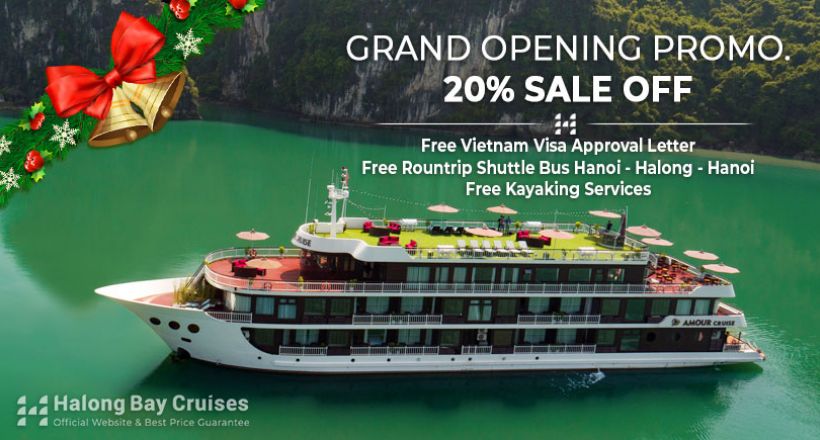 GRAND OPENING PROMO.
20% SALE OFF
Free Vietnam Visa Approval Letter
Free Rountrip Shuttle Bus Hanoi - Halong - Hanoi
Free Kayaking Services
CRUISE
AMOUR CRUISE
Halong Bay Cruises
Official Website & Best Price Guarantee